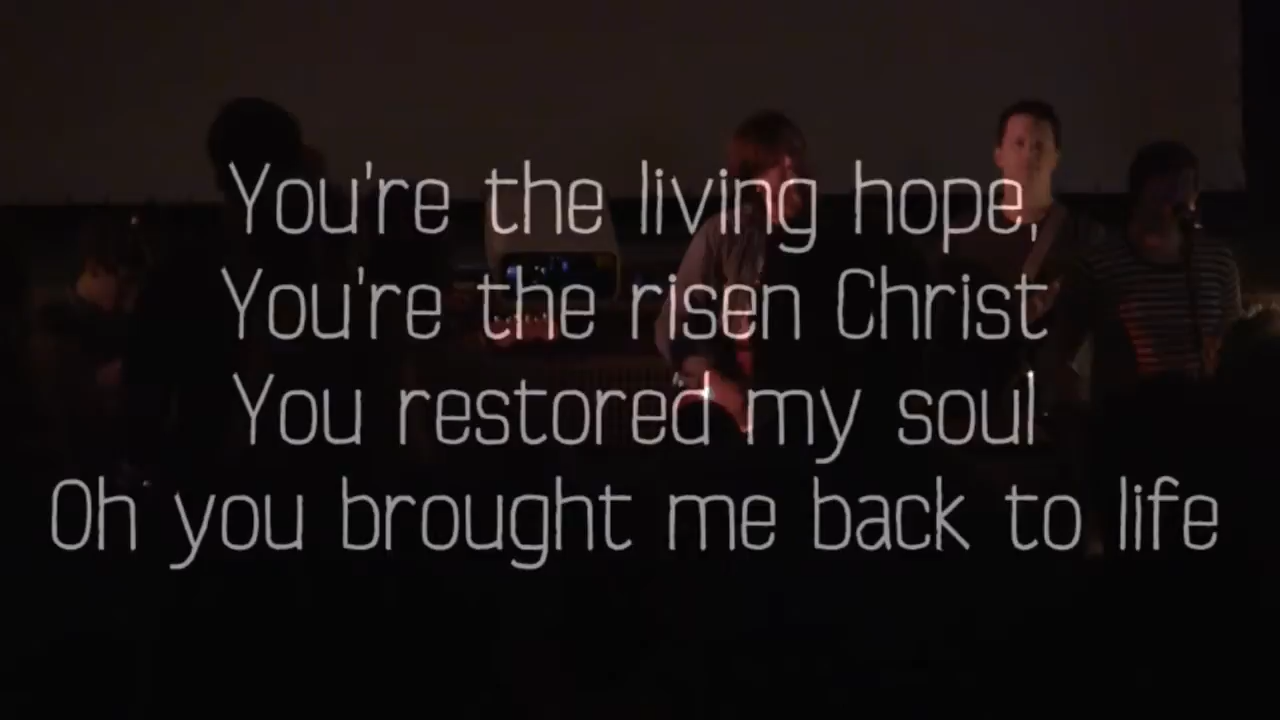 You're the living hope,
You're the risen Christ
You restored my soul
Oh you brought me back to life